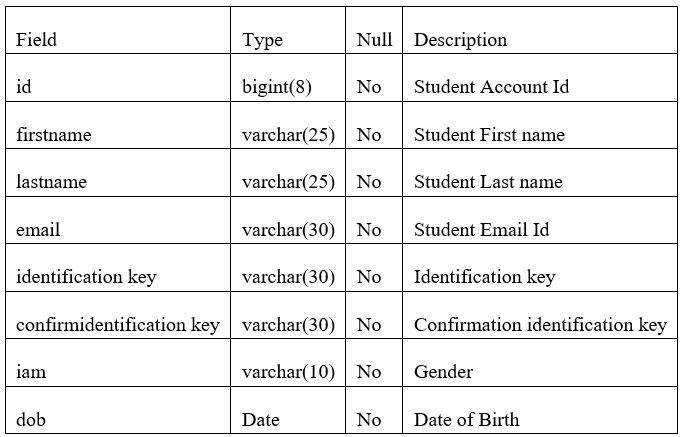 Field Type Null Description
id bigint(8) No Student Account Id
firstname varchar(25) No Student First name
lastname varchar(25) No Student Last name
email varchar(30) No Student Email Id
identification key varchar(30) No Identification key
confirmidentification key varchar(30) No Confirmation identification key
iam varchar(10) No Gender
dob Date No Date of Birth